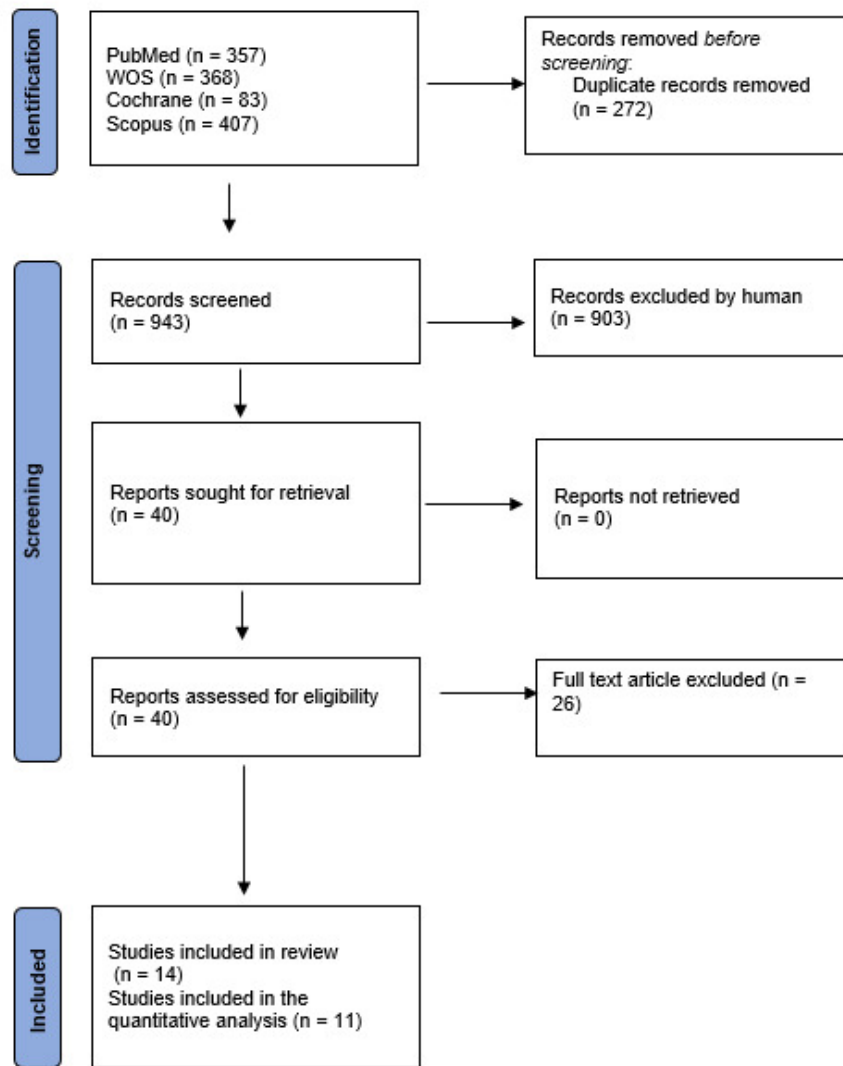 Identification
PubMed (n = 357)
WOS (n = 368)
Cochrane (n = 83)
Scopus (n = 407)
Records removed before
screening:
Duplicate records removed
(n = 272)
Screening
Records screened
(n = 943)
Records excluded by human
(n = 903)
Reports sought for retrieval
(n = 40)
Reports not retrieved
(n = 0)
Reports assessed for eligibility
(n = 40)
Full text article excluded (n =
26)
Included
Studies included in review
(n = 14)
Studies included in the
quantitative analysis (n = 11)